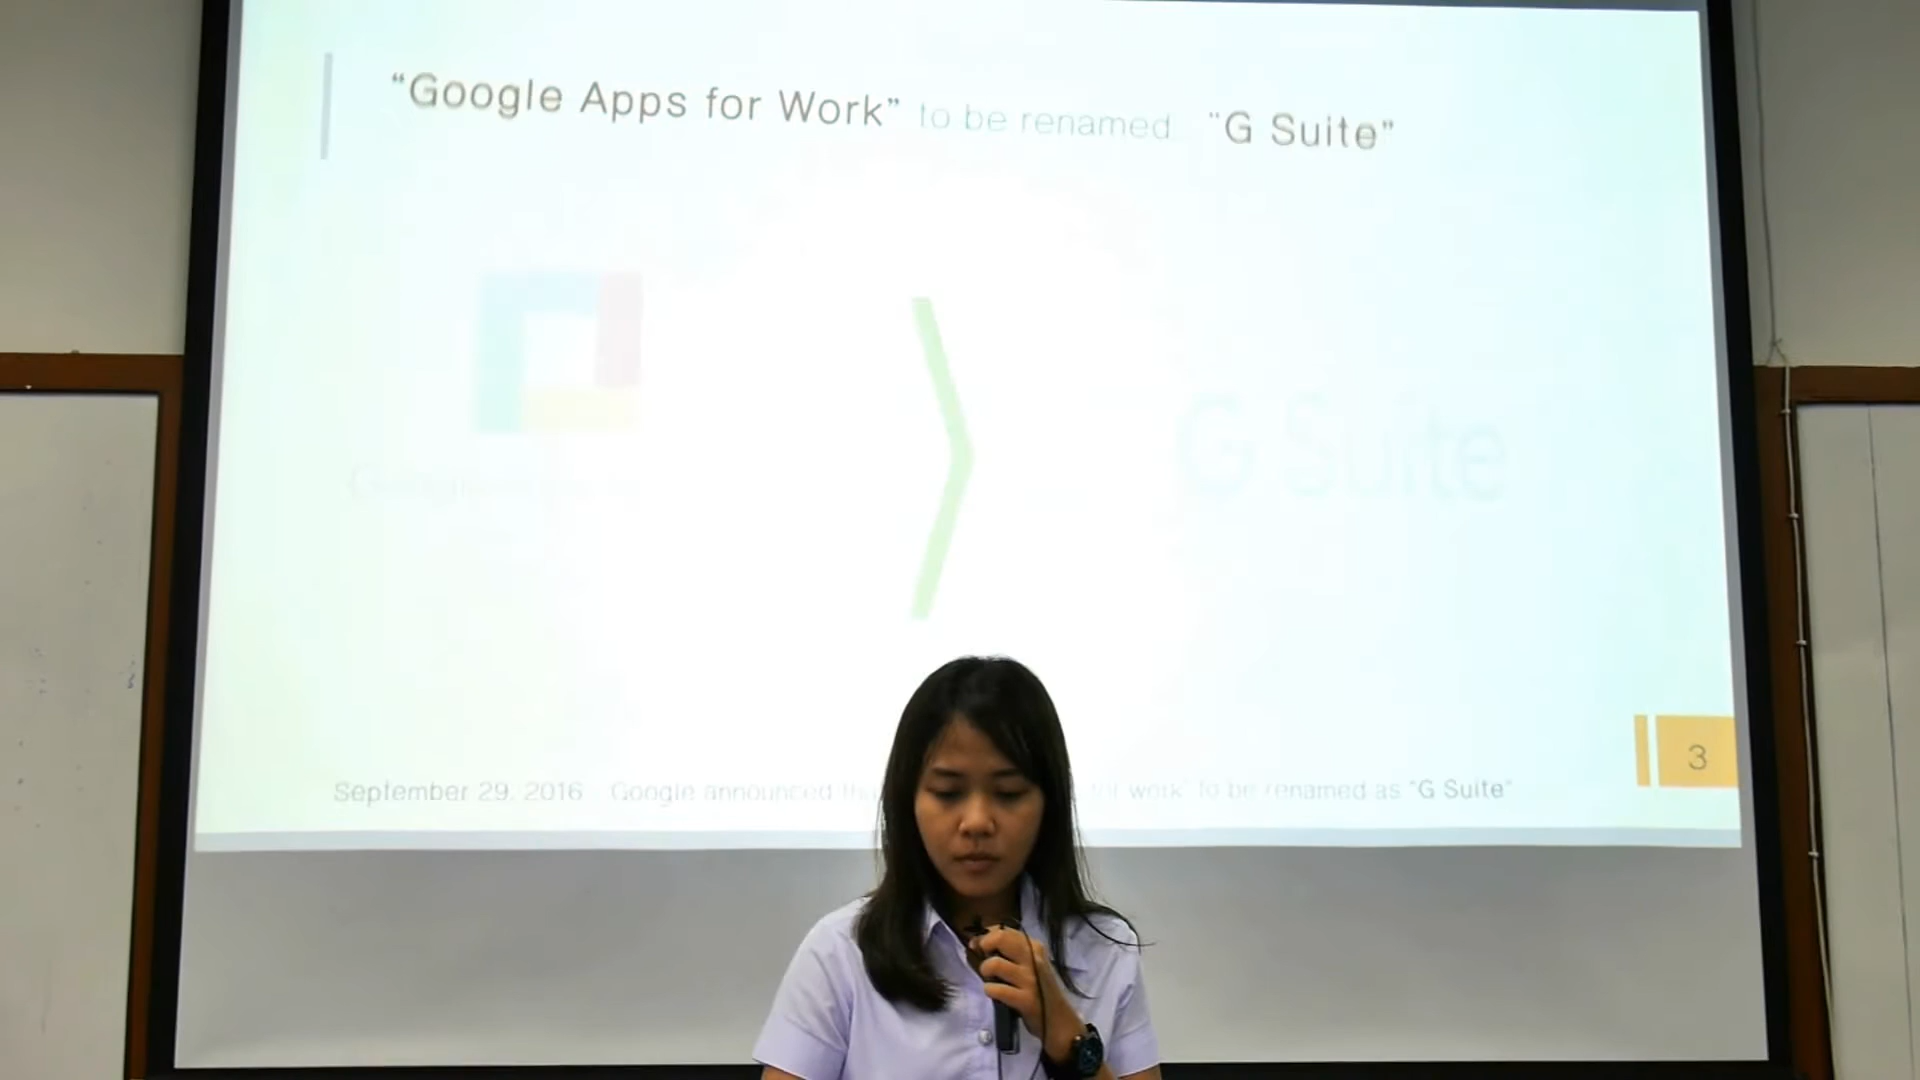 “Google Apps for Work” to be renamed “G Suite”
Google
G Suite
3
September 29, 2016 Google announced work" to be renamed as "G Suite"